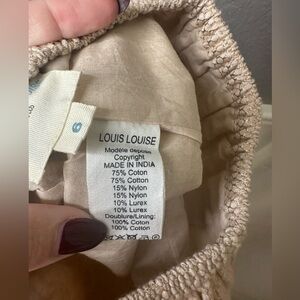 6
LOUIS LOUISE
Modèle déposé
Copyright
MADE IN INDIA
75% Coton
75% Cotton
15% Nylon
15% Nylon
10% Lurex
10% Lurex
Doublure/Lining:
100% Coton
100% Cotton